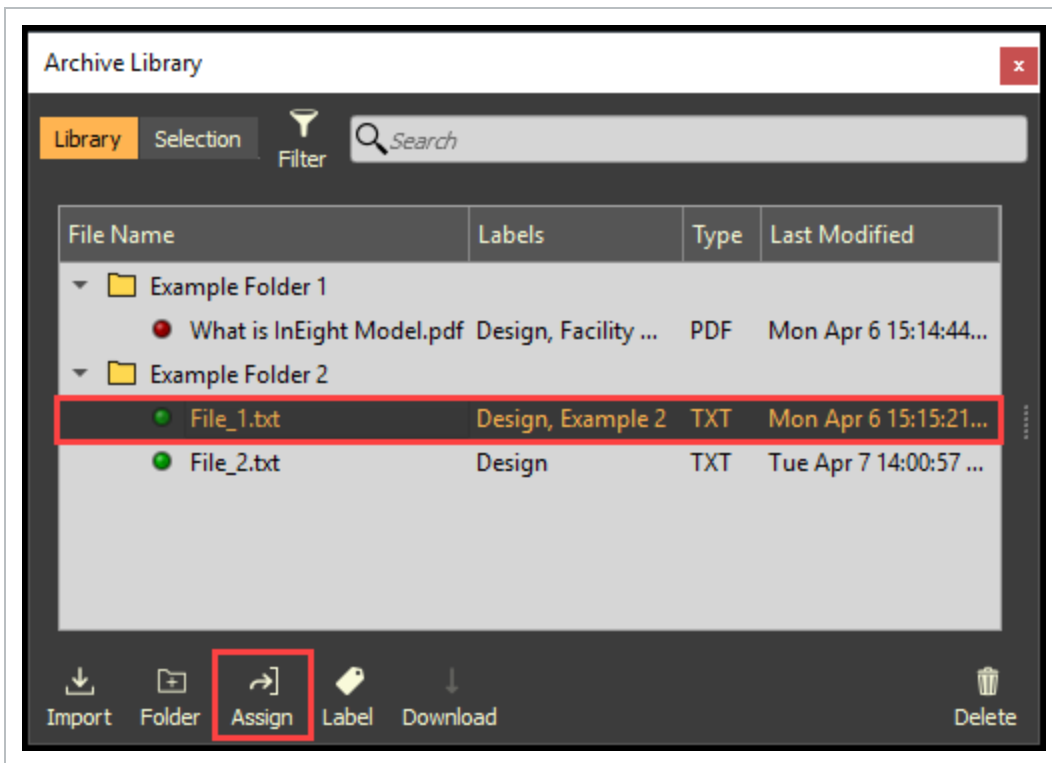 Archive Library
x
Library Selection Filter Search
File Name Labels Type Last Modified
Example Folder 1
What is InEight Model.pdf Design, Facility ... PDF Mon Apr 6 15:14:44...
Example Folder 2
File_1.txt Design, Example 2 TXT Mon Apr 6 15:15:21...
File_2.txt Design TXT Tue Apr 7 14:00:57 ...
Import Folder Assign Label Download Delete